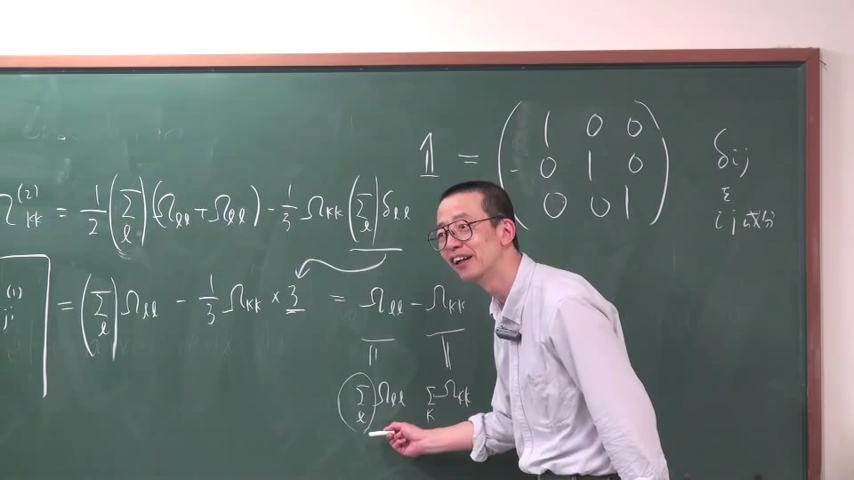 𝟙 = ( 1 0 0
0 1 0
0 0 1 )
δij
を
ij成分
Ω(2)kk = 1/2 (Σℓ) (Ωℓℓ + Ωℓℓ) - 1/3 Ωkk (Σℓ) δℓℓ
(1) = (Σℓ) Ωℓℓ - 1/3 Ωkk × 3 = Ωℓℓ - Ωkk
ji
Σℓ Ωℓℓ Σk Ωkk